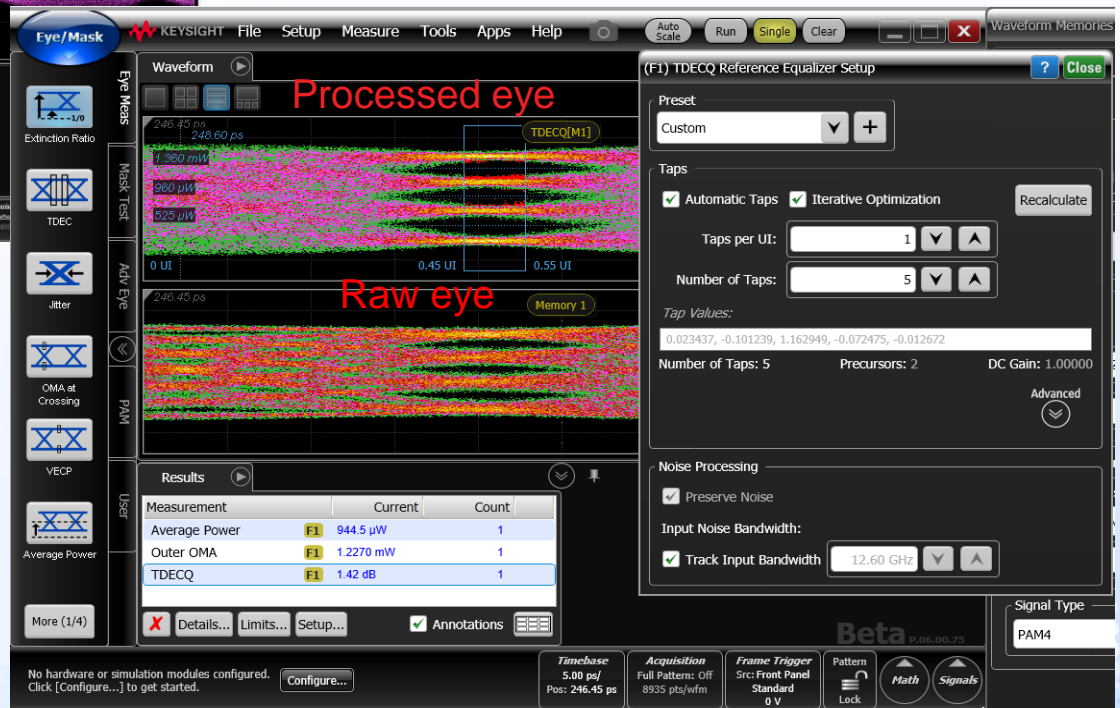 Eye/Mask
KEYSIGHT File Setup Measure Tools Apps Help
Auto Scale
Run
Single
Clear
Waveform Memories
Extinction Ratio
TDEC
Jitter
OMA at
Crossing
VECP
Average Power
More (1/4)
Eye Meas
Mask Test
Adv Eye
PAM
User
Waveform
Processed eye
246.45 ps
248.60 ps
TDECQ[M1]
1.360 mW
960 µW
525 µW
0 UI 0.45 UI 0.55 UI
246.45 ps
Raw eye
Memory 1
Results
Measurement Current Count
Average Power F1 944.5 µW 1
Outer OMA F1 1.2270 mW 1
TDECQ F1 1.42 dB 1
Details... Limits... Setup... Annotations
(F1) TDECQ Reference Equalizer Setup ? Close
Preset
Custom
Taps
Automatic Taps Iterative Optimization Recalculate
Taps per UI: 1
Number of Taps: 5
Tap Values:
0.023437, -0.101239, 1.162949, -0.072475, -0.012672
Number of Taps: 5 Precursors: 2 DC Gain: 1.00000
Advanced
Noise Processing
Preserve Noise
Input Noise Bandwidth:
Track Input Bandwidth 12.60 GHz
Signal Type
PAM4
Beta P.06.00.75
No hardware or simulation modules configured.
Click [Configure...] to get started.
Configure...
Timebase
5.00 ps/
Pos: 246.45 ps
Acquisition
Full Pattern: Off
8935 pts/wfm
Frame Trigger
Src: Front Panel
Standard
0 V
Pattern
Lock
Math
Signals